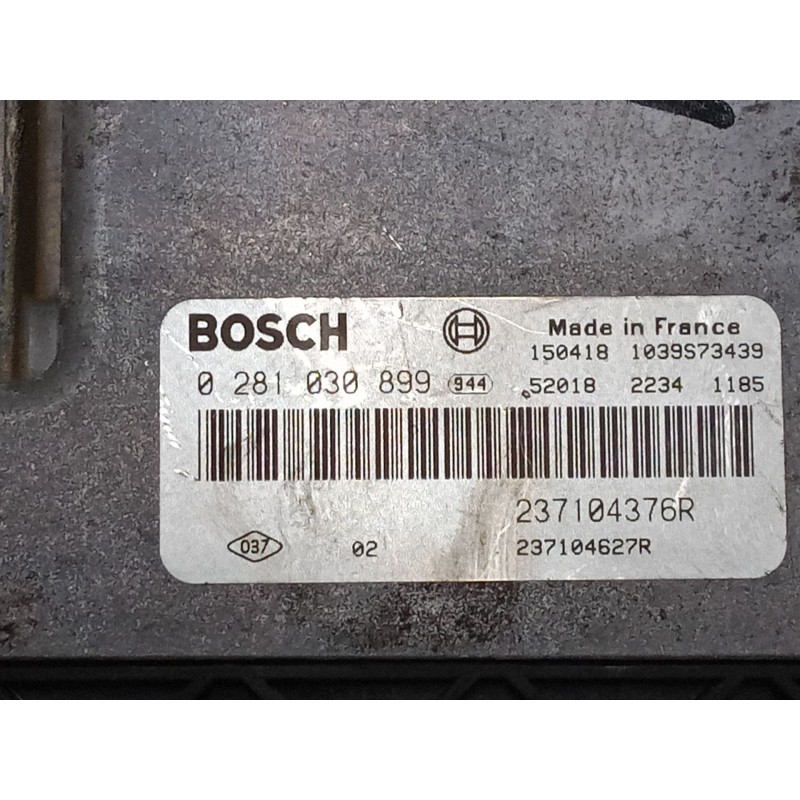 BOSCH Made in France
150418 1039S73439
0 281 030 899 944 52018 2234 1185
237104376R
037 02 237104627R